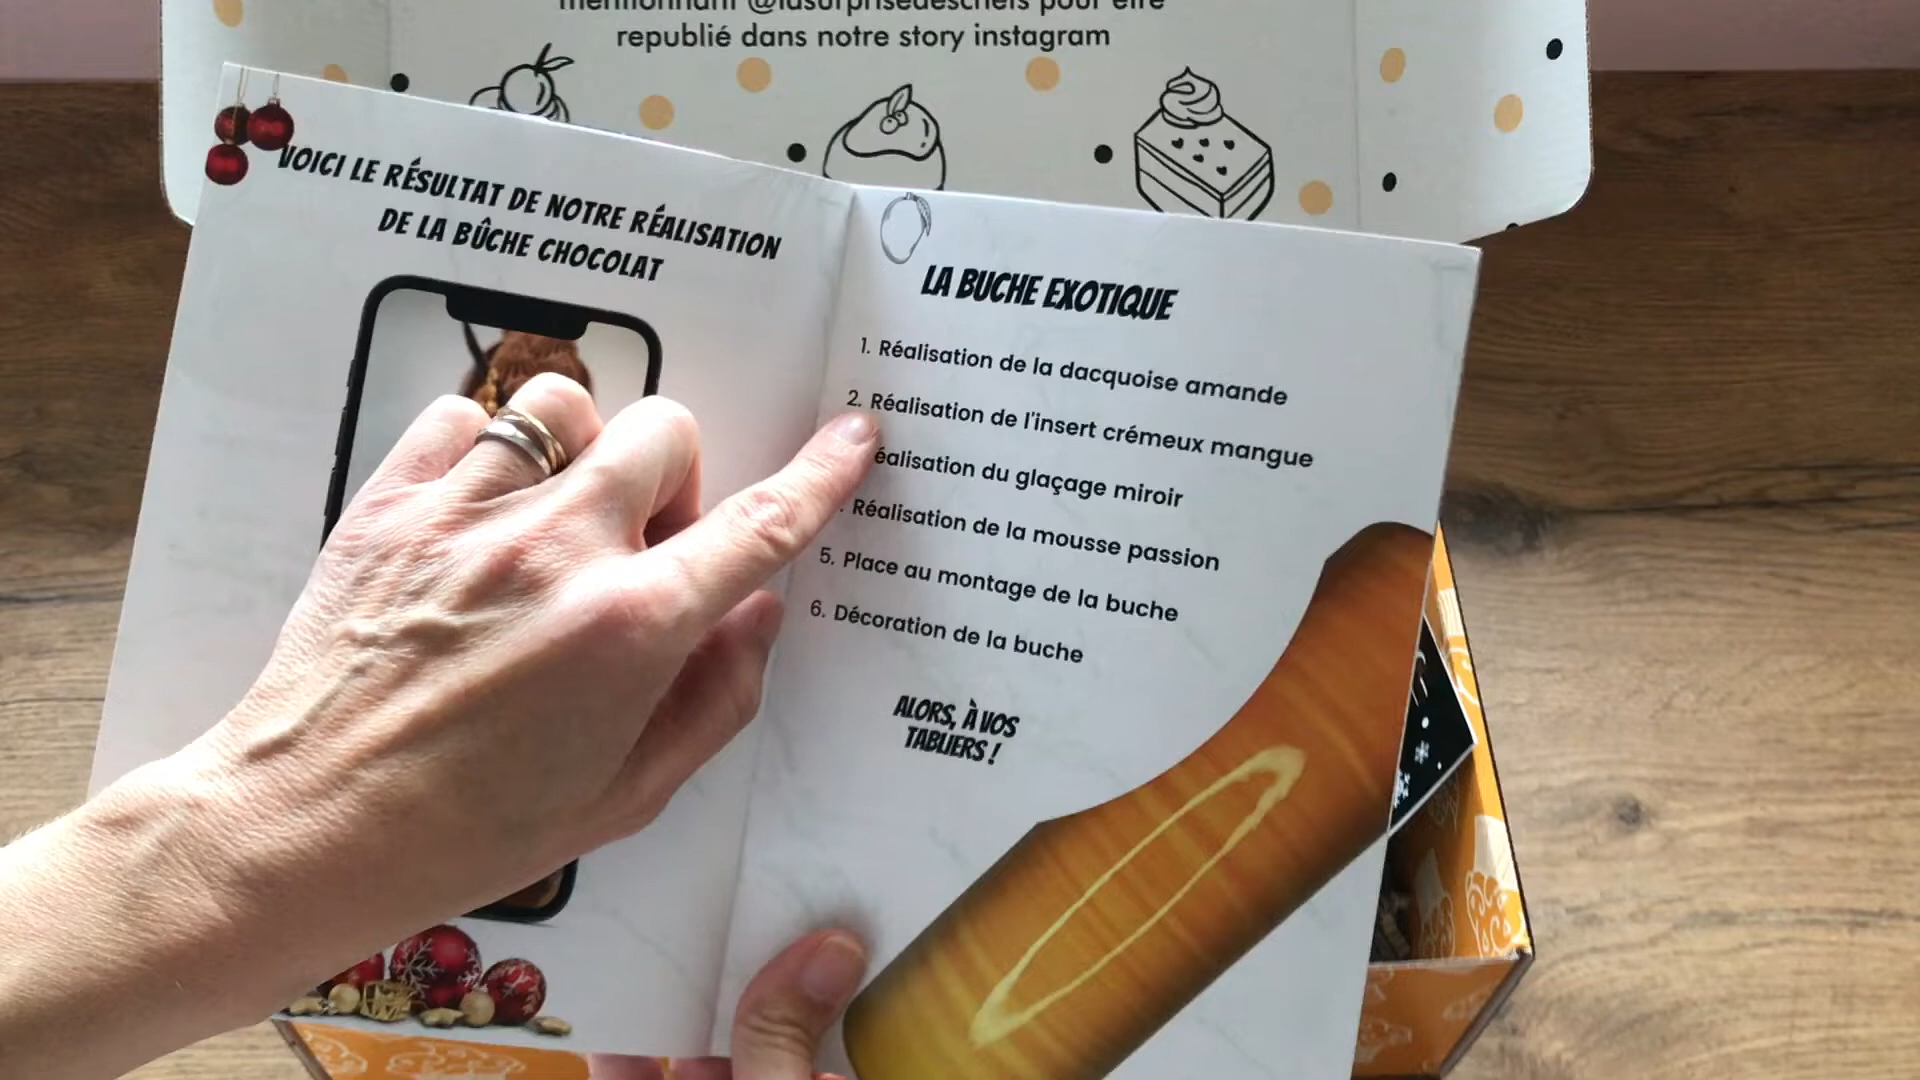 republié dans notre story instagram
VOICI LE RÉSULTAT DE NOTRE RÉALISATION
DE LA BÛCHE CHOCOLAT
LA BUCHE EXOTIQUE
1. Réalisation de la dacquoise amande
2. Réalisation de l'insert crémeux mangue
éalisation du glaçage miroir
. Réalisation de la mousse passion
5. Place au montage de la buche
6. Décoration de la buche
ALORS, À VOS
TABLIERS !